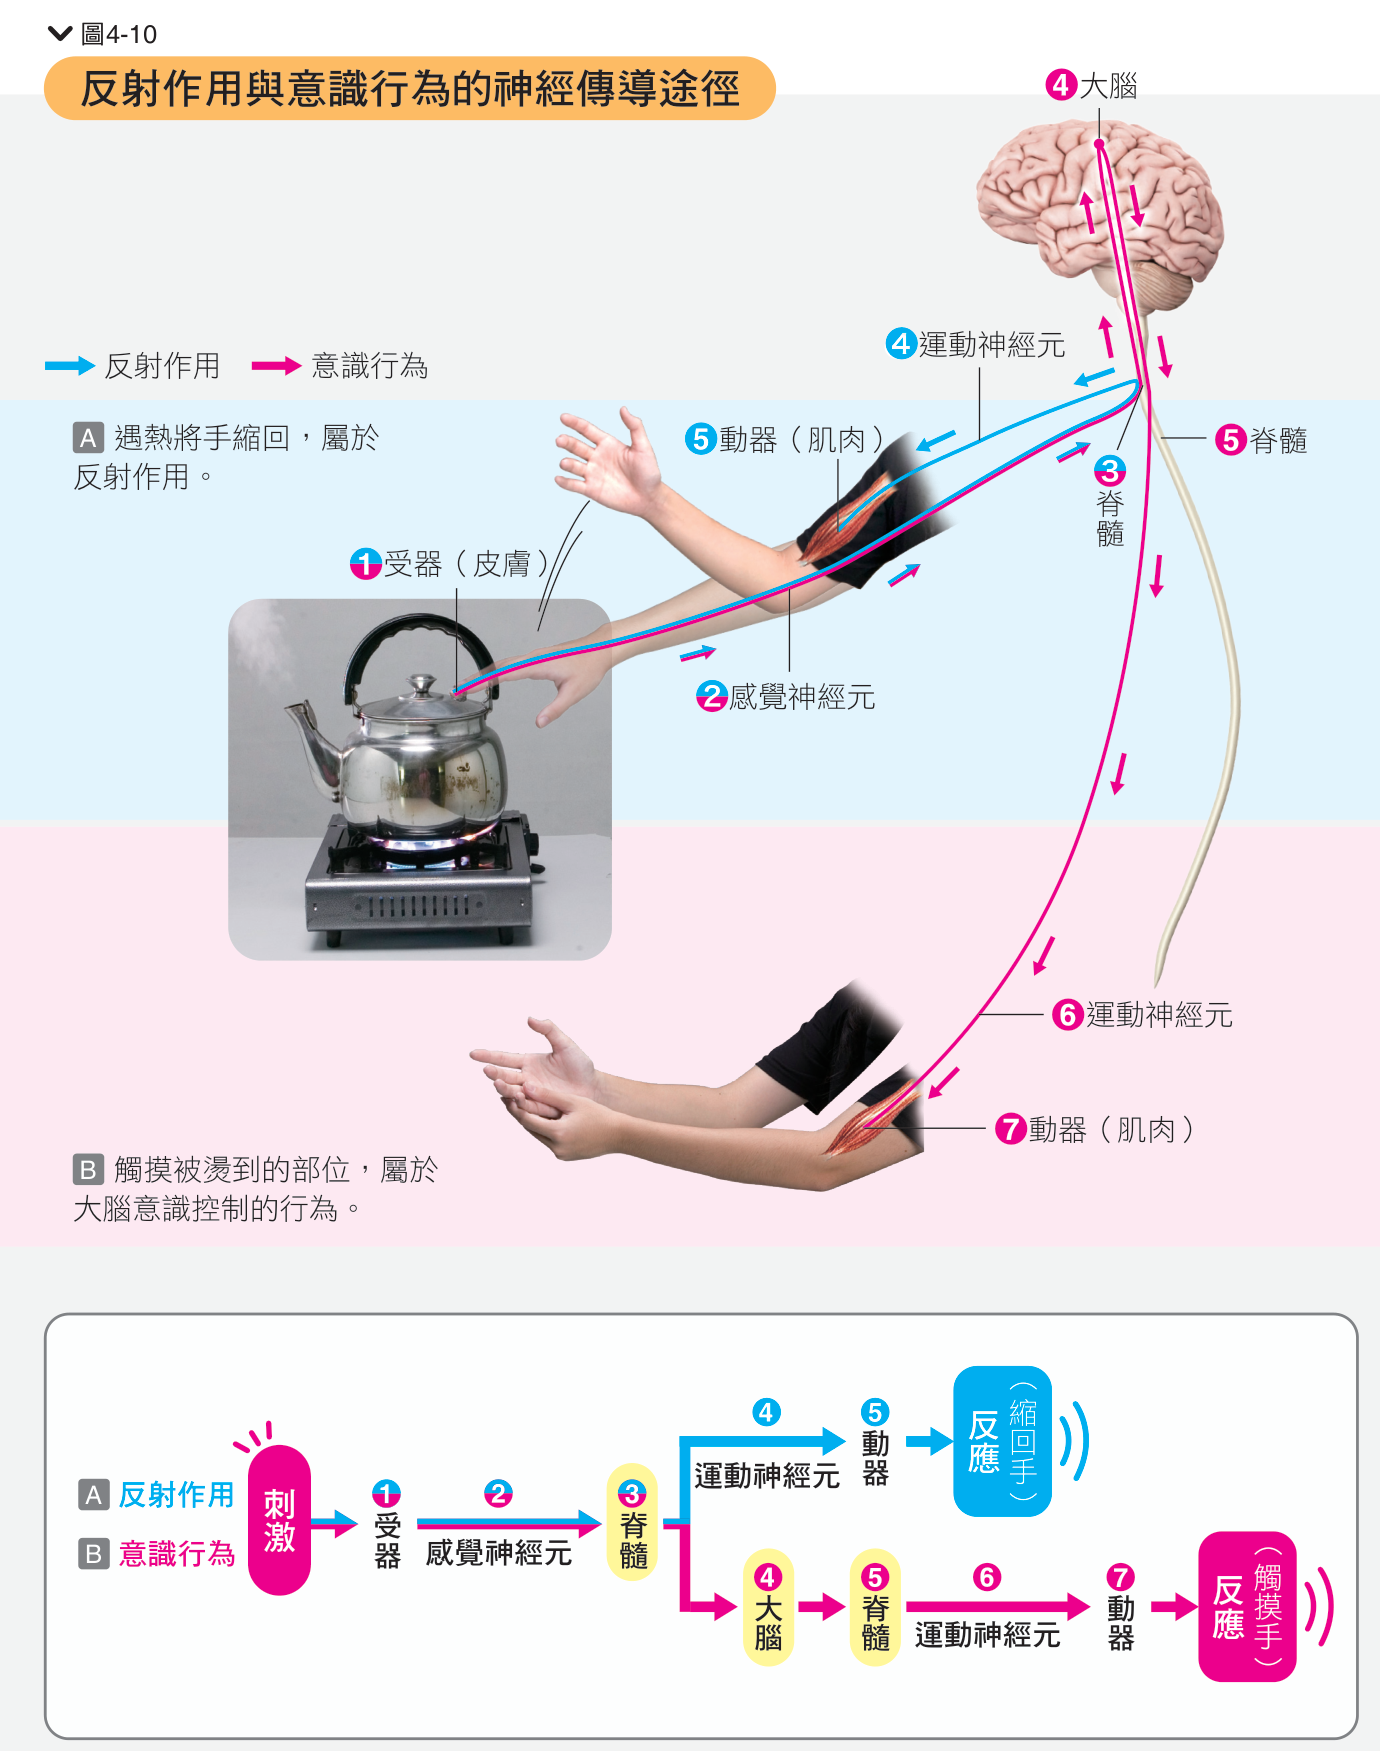 圖4-10
反射作用與意識行為的神經傳導途徑
4大腦
反射作用 意識行為
4運動神經元
A 遇熱將手縮回，屬於
反射作用。
5動器（肌肉）
5脊髓
3脊髓
1受器（皮膚）
2感覺神經元
6運動神經元
7動器（肌肉）
B 觸摸被燙到的部位，屬於
大腦意識控制的行為。
A 反射作用
B 意識行為
刺激
1
受器
2
感覺神經元
3
脊髓
4
運動神經元
5
動器
反應
（縮回手）
4
大腦
5
脊髓
6
運動神經元
7
動器
反應
（觸摸手）